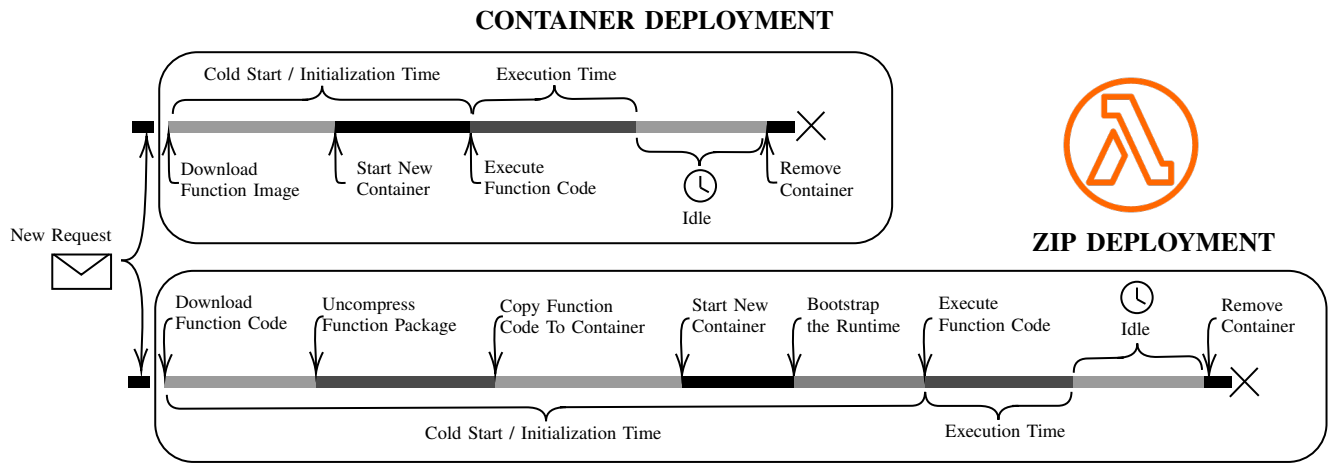 CONTAINER DEPLOYMENT
Cold Start / Initialization Time
Execution Time
Download
Function Image
Start New
Container
Execute
Function Code
Idle
Remove
Container
New Request
ZIP DEPLOYMENT
Download
Function Code
Uncompress
Function Package
Copy Function
Code To Container
Start New
Container
Bootstrap
the Runtime
Execute
Function Code
Idle
Remove
Container
Cold Start / Initialization Time
Execution Time